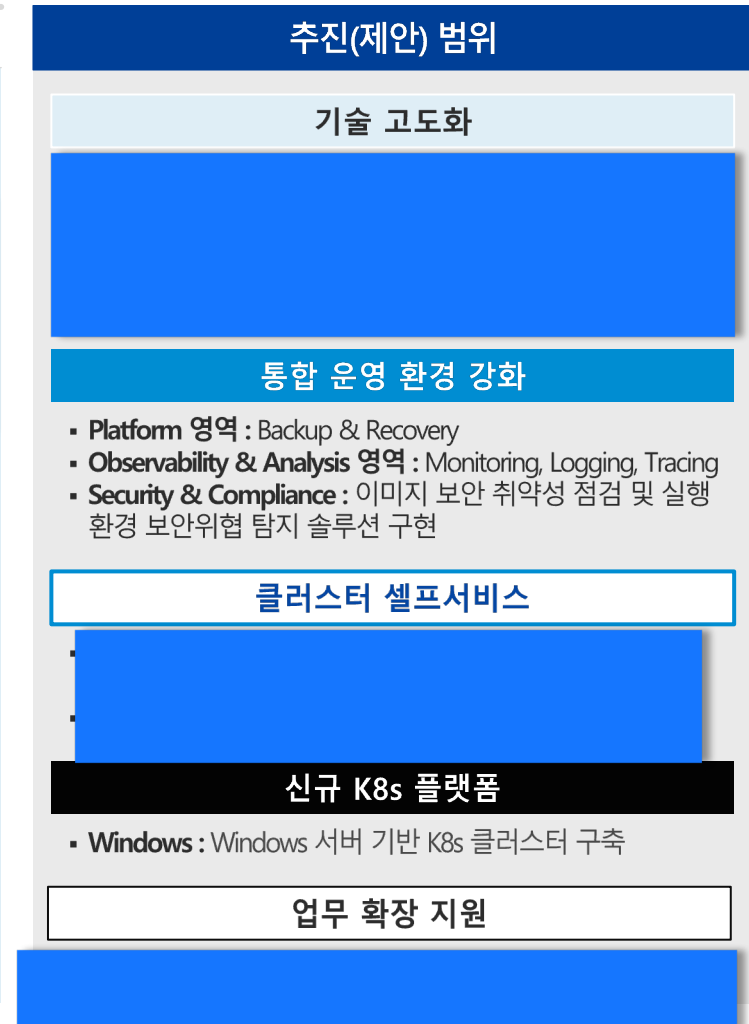 추진(제안) 범위
기술 고도화
통합 운영 환경 강화
▪ Platform 영역 : Backup & Recovery
▪ Observability & Analysis 영역 : Monitoring, Logging, Tracing
▪ Security & Compliance : 이미지 보안 취약성 점검 및 실행
환경 보안위협 탐지 솔루션 구현
클러스터 셀프서비스
신규 K8s 플랫폼
▪ Windows : Windows 서버 기반 K8s 클러스터 구축
업무 확장 지원